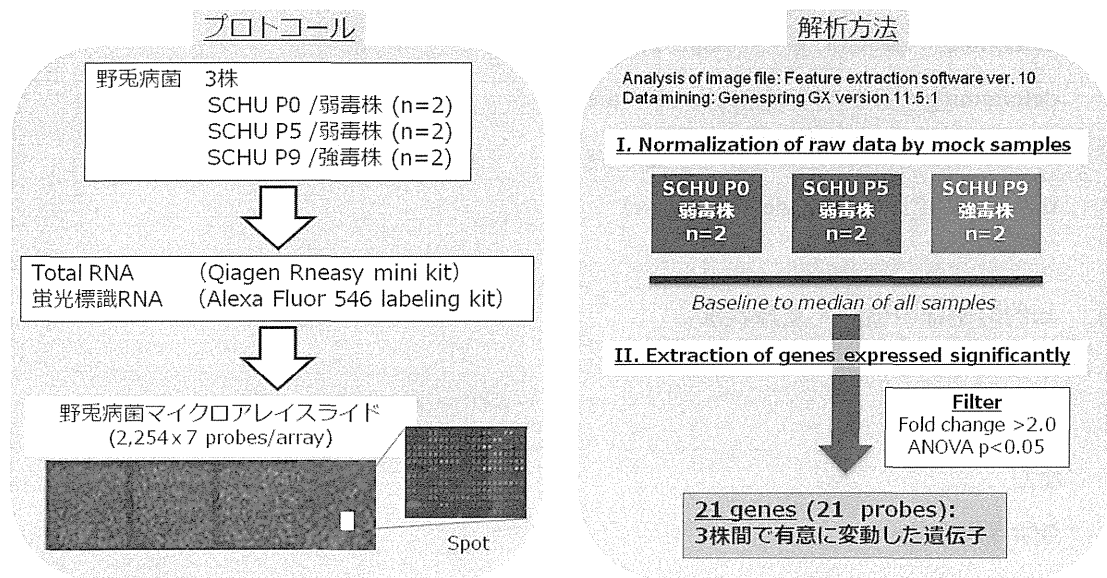 プロトコール
野兎病菌 3株
SCHU P0 /弱毒株 (n=2)
SCHU P5 /弱毒株 (n=2)
SCHU P9 /強毒株 (n=2)
Total RNA (Qiagen Rneasy mini kit)
蛍光標識RNA (Alexa Fluor 546 labeling kit)
野兎病菌マイクロアレイスライド
(2,254 x 7 probes/array)
Spot
解析方法
Analysis of image file: Feature extraction software ver. 10
Data mining: Genespring GX version 11.5.1
I. Normalization of raw data by mock samples
SCHU P0
弱毒株
n=2
SCHU P5
弱毒株
n=2
SCHU P9
強毒株
n=2
Baseline to median of all samples
II. Extraction of genes expressed significantly
Filter
Fold change >2.0
ANOVA p<0.05
21 genes (21 probes):
3株間で有意に変動した遺伝子